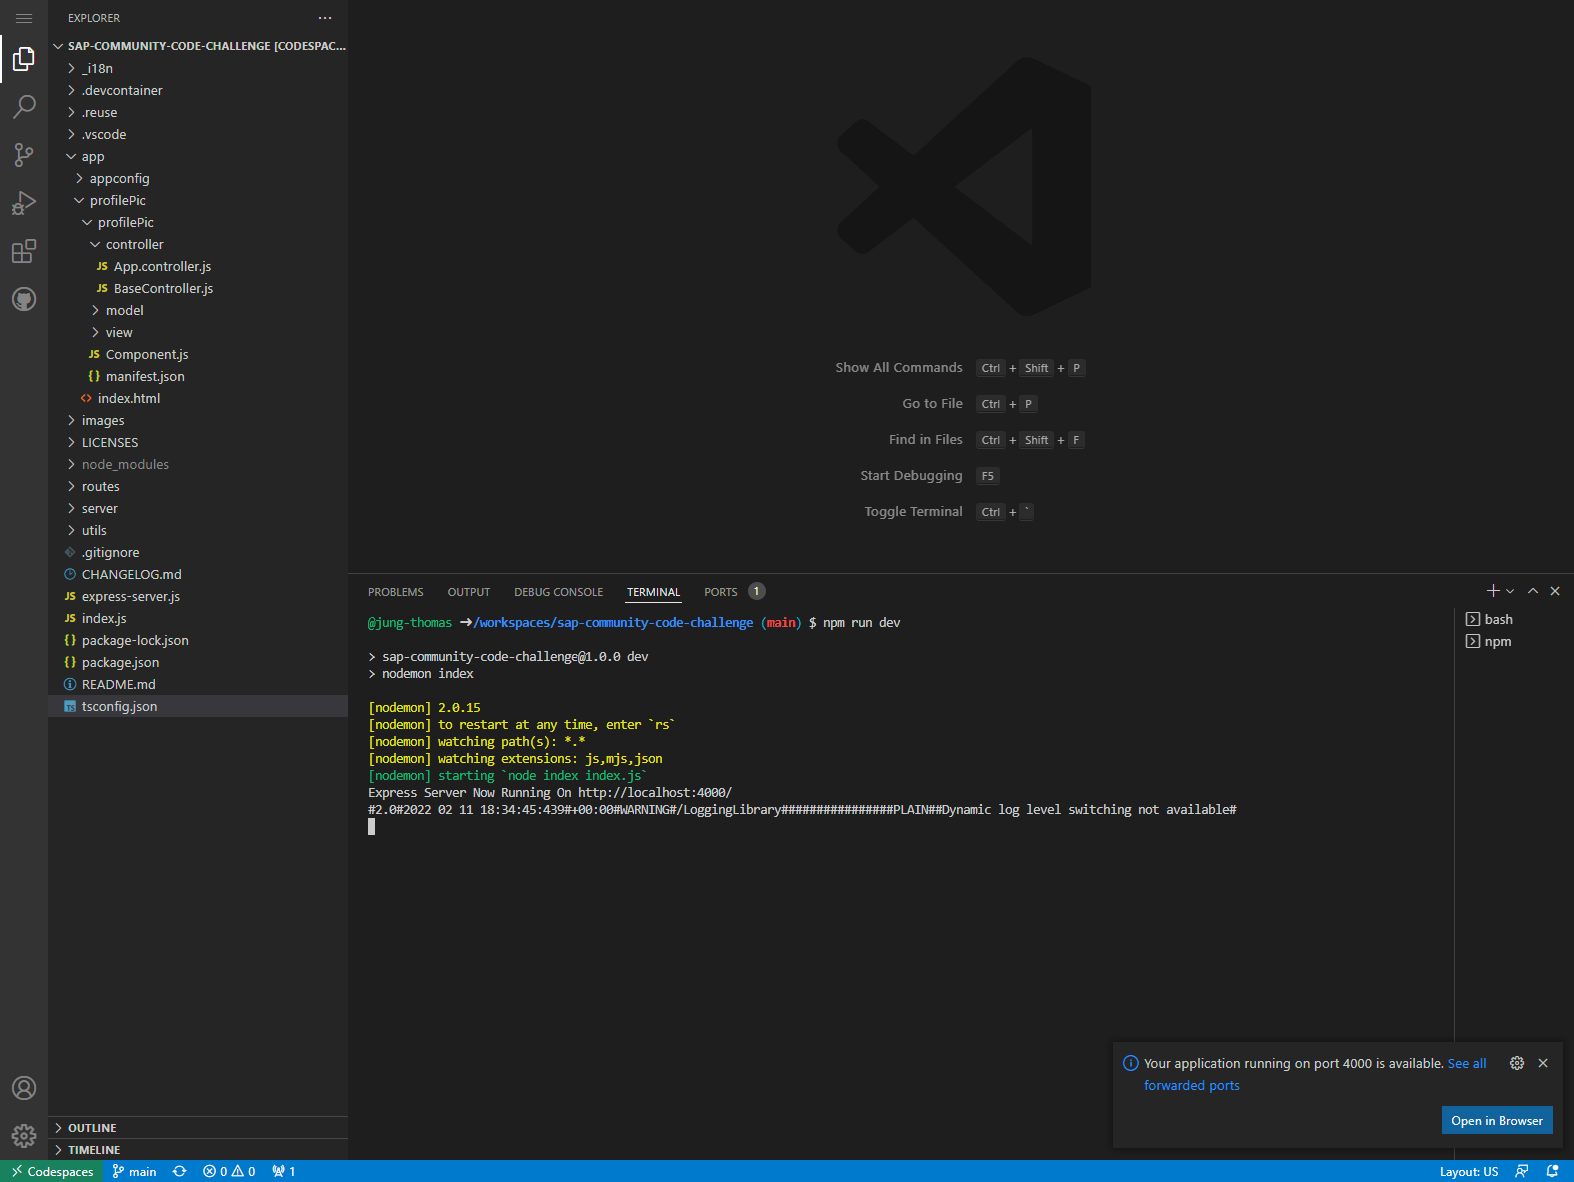 EXPLORER
SAP-COMMUNITY-CODE-CHALLENGE [CODESPAC...
_i18n
.devcontainer
.reuse
.vscode
app
appconfig
profilePic
profilePic
controller
JS App.controller.js
JS BaseController.js
model
view
JS Component.js
{} manifest.json
<> index.html
images
LICENSES
node_modules
routes
server
utils
.gitignore
CHANGELOG.md
JS express-server.js
JS index.js
{} package-lock.json
{} package.json
README.md
TS tsconfig.json
OUTLINE
TIMELINE
Show All Commands Ctrl + Shift + P
Go to File Ctrl + P
Find in Files Ctrl + Shift + F
Start Debugging F5
Toggle Terminal Ctrl + `
PROBLEMS OUTPUT DEBUG CONSOLE TERMINAL PORTS 1
@jung-thomas ➜/workspaces/sap-community-code-challenge (main) $ npm run dev
> sap-community-code-challenge@1.0.0 dev
> nodemon index
[nodemon] 2.0.15
[nodemon] to restart at any time, enter `rs`
[nodemon] watching path(s): *.*
[nodemon] watching extensions: js,mjs,json
[nodemon] starting `node index index.js`
Express Server Now Running On http://localhost:4000/
#2.0#2022 02 11 18:34:45:439#+00:00#WARNING#/LoggingLibrary################PLAIN##Dynamic log level switching not available#
bash
npm
Your application running on port 4000 is available. See all
forwarded ports
Open in Browser
Codespaces main 0 0 1 Layout: US